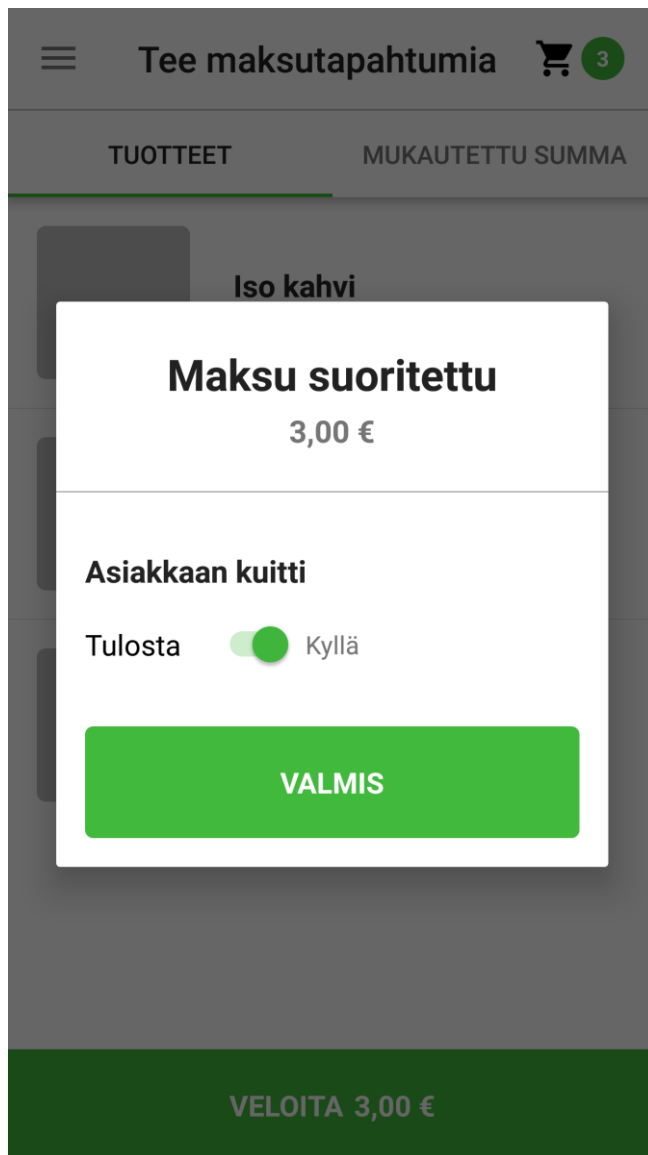 Tee maksutapahtumia 3
TUOTTEET MUKAUTETTU SUMMA
Iso kahvi
Maksu suoritettu
3,00 €
Asiakkaan kuitti
Tulosta Kyllä
VALMIS
VELOITA 3,00 €